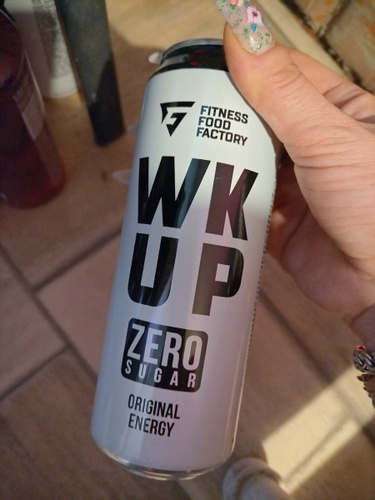 FITNESS
FOOD
FACTORY
WK
UP
ZERO
SUGAR
ORIGINAL
ENERGY